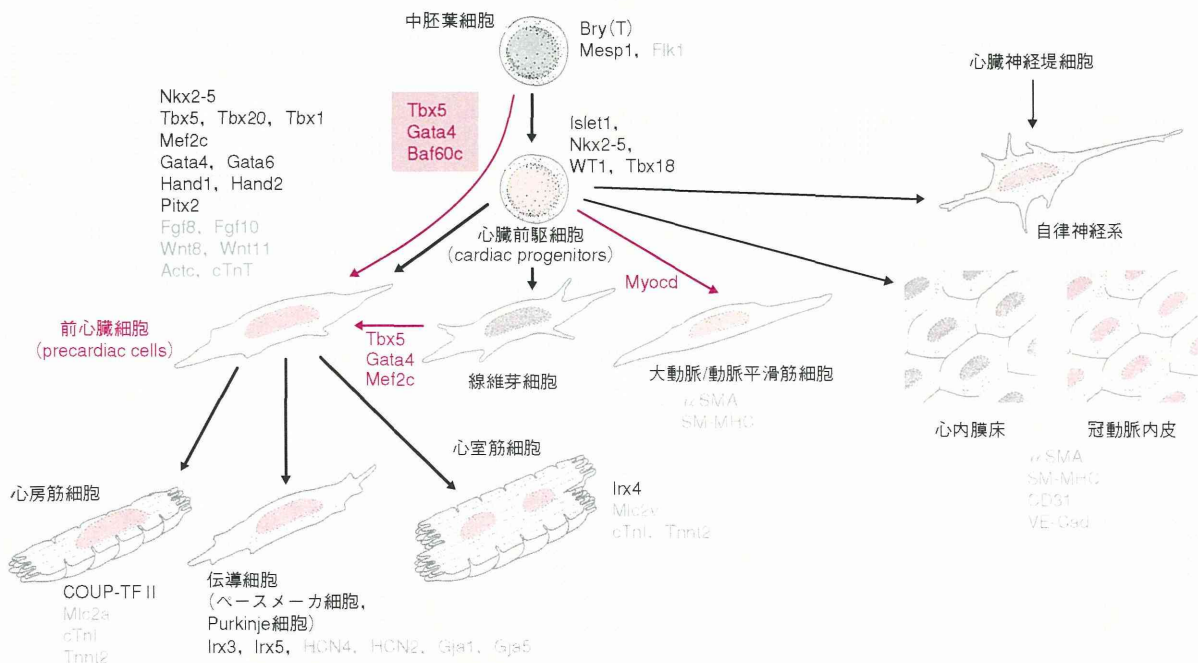 中胚葉細胞
Bry(T)
Mesp1, Flk1
心臓神経堤細胞
Nkx2-5
Tbx5, Tbx20, Tbx1
Mef2c
Gata4, Gata6
Hand1, Hand2
Pitx2
Fgf8, Fgf10
Wnt8, Wnt11
Actc, cTnT
Tbx5
Gata4
Baf60c
Islet1,
Nkx2-5,
WT1, Tbx18
自律神経系
心臓前駆細胞
(cardiac progenitors)
Myocd
前心臓細胞
(precardiac cells)
Tbx5
Gata4
Mef2c
線維芽細胞
大動脈/動脈平滑筋細胞
αSMA
SM-MHC
心内膜床
冠動脈内皮
αSMA
SM-MHC
CD31
VE-Cad
心房筋細胞
心室筋細胞
Irx4
Mlc2v
cTnI, Tnnt2
COUP-TFⅡ
Mlc2a
cTnI
Tnnt2
伝導細胞
(ペースメーカ細胞,
Purkinje細胞)
Irx3, Irx5, HCN4, HCN2, Gja1, Gja5